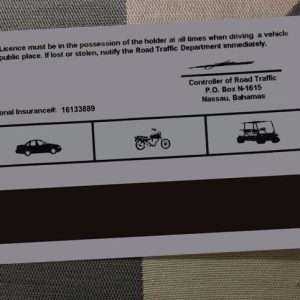 Licence must be in the possession of the holder at all times when driving a vehicle
public place. If lost or stolen, notify the Road Traffic Department immediately.
Controller of Road Traffic
P.O. Box N-1615
Nassau, Bahamas
onal Insurance#: 16133889